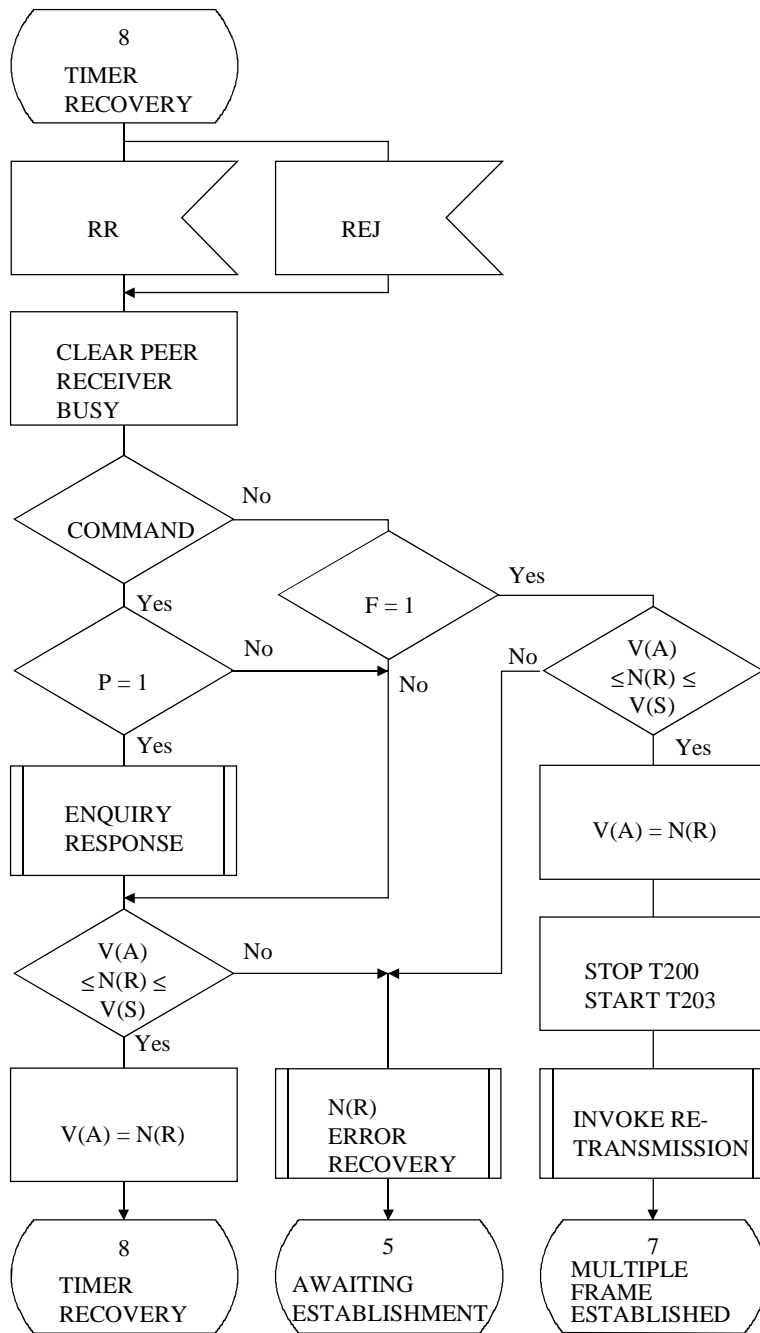 8
TIMER
RECOVERY
RR
REJ
CLEAR PEER
RECEIVER
BUSY
No
COMMAND
Yes
F = 1
Yes
No
P = 1
No
No
V(A)
≤N(R) ≤
V(S)
Yes
Yes
ENQUIRY
RESPONSE
V(A) = N(R)
V(A)
≤N(R) ≤
V(S)
No
STOP T200
START T203
Yes
V(A) = N(R)
N(R)
ERROR
RECOVERY
INVOKE RE-
TRANSMISSION
8
TIMER
RECOVERY
5
AWAITING
ESTABLISHMENT
7
MULTIPLE
FRAME
ESTABLISHED